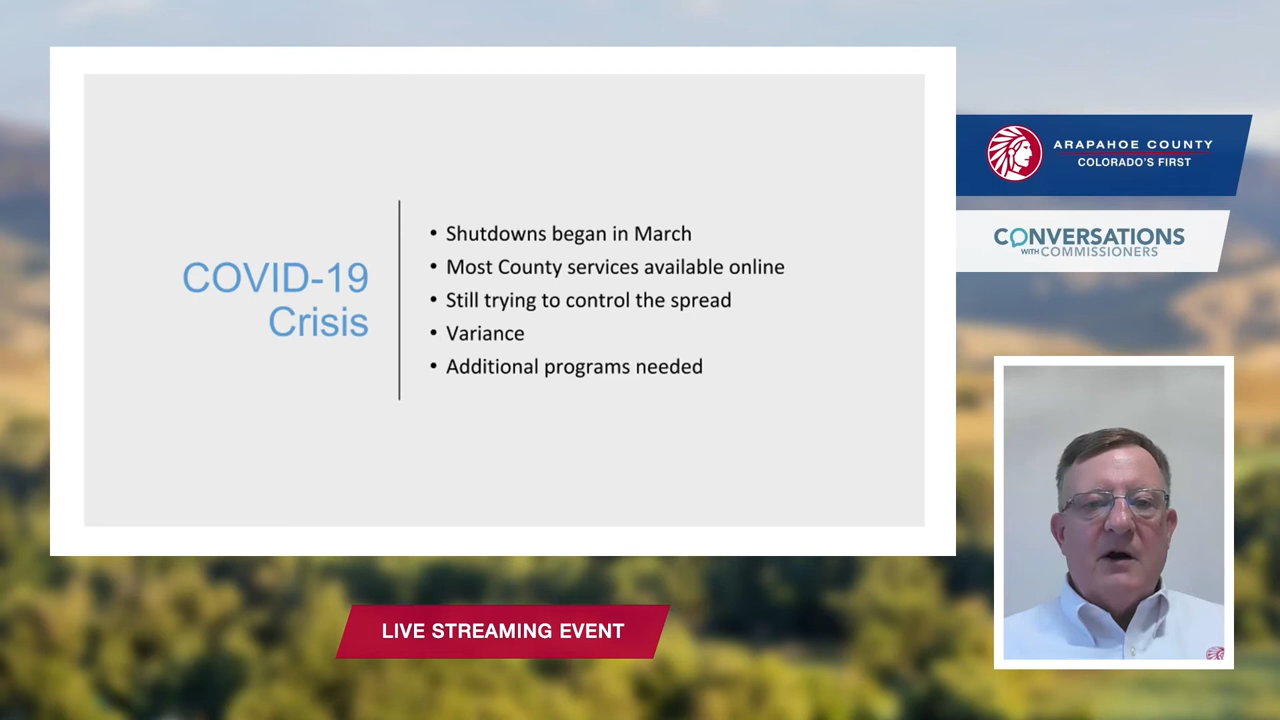 COVID-19
Crisis
• Shutdowns began in March
• Most County services available online
• Still trying to control the spread
• Variance
• Additional programs needed
ARAPAHOE COUNTY
COLORADO'S FIRST
CONVERSATIONS
WITH COMMISSIONERS
LIVE STREAMING EVENT